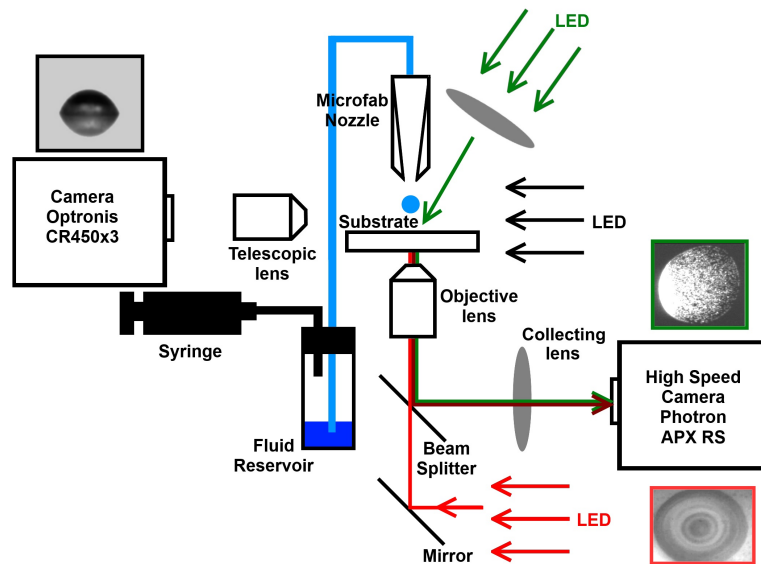 LED
Microfab
Nozzle
Camera
Optronis
CR450x3
Telescopic
lens
Substrate
LED
Objective
lens
Syringe
Collecting
lens
High Speed
Camera
Photron
APX RS
Fluid
Reservoir
Beam
Splitter
LED
Mirror